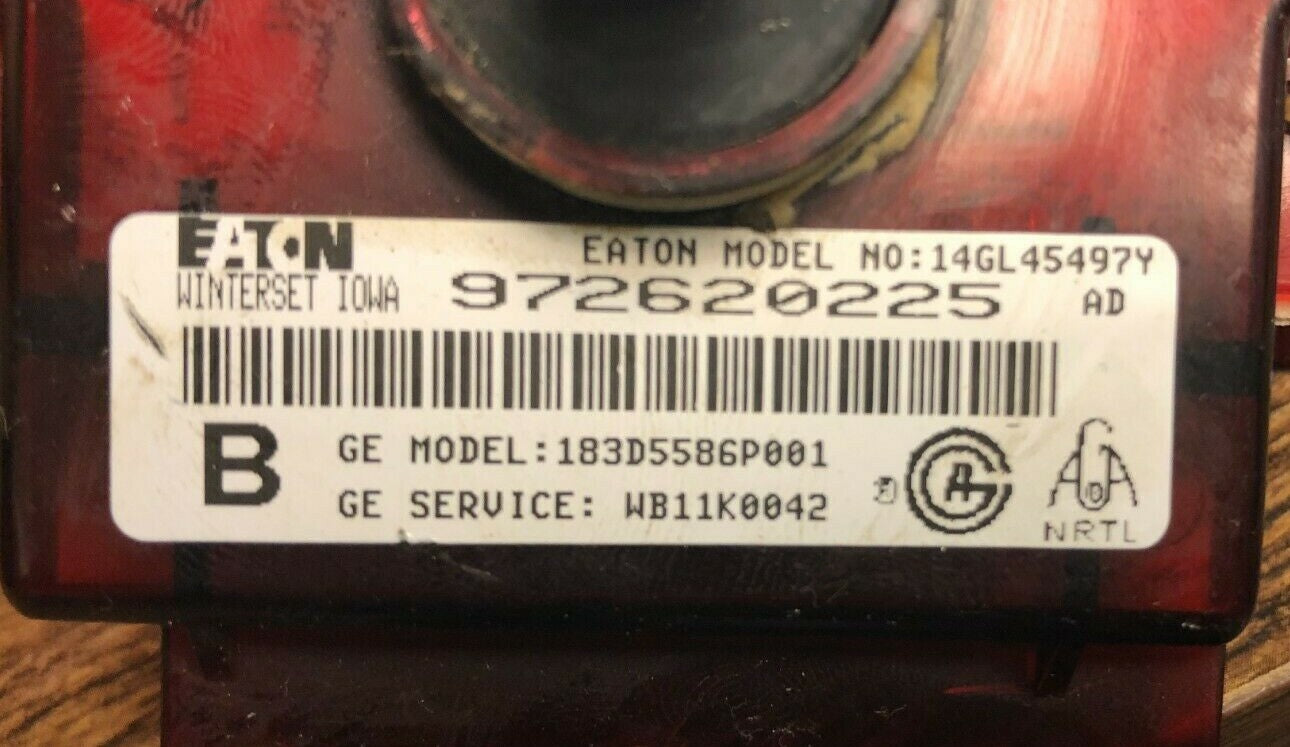 EATON
EATON MODEL NO:14GL45497Y
WINTERSET IOWA 972620225 AD
B
GE MODEL:183D5586P001
GE SERVICE: WB11K0042
NRTL